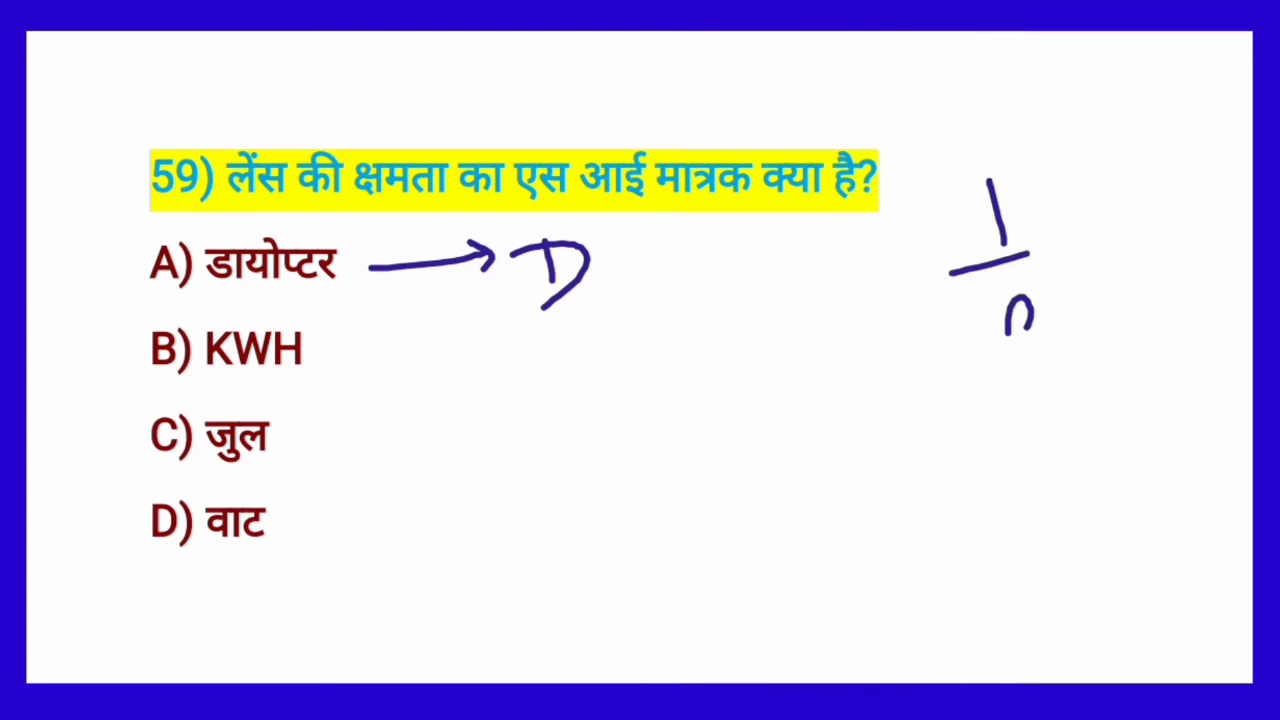 59) लेंस की क्षमता का एस आई मात्रक क्या है?
A) डायोप्टर → D
B) KWH
C) जुल
D) वाट
1
n